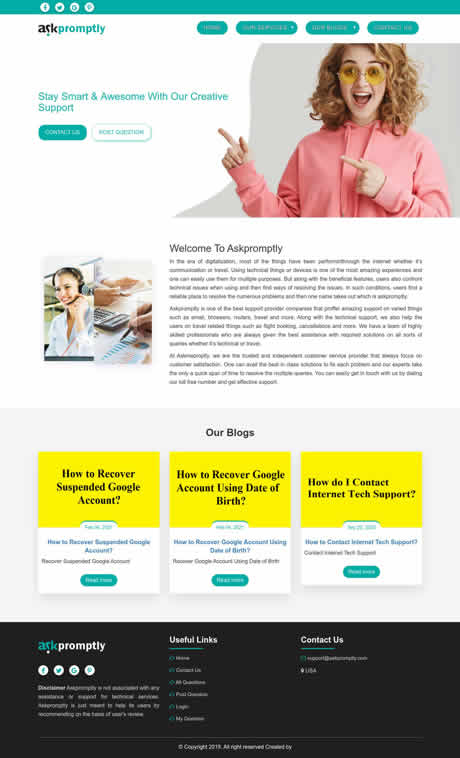 askpromptly
HOME
OUR SERVICES
OUR BLOGS
CONTACT US
Stay Smart & Awesome With Our Creative
Support
CONTACT US
POST QUESTION
Welcome To Askpromptly
In the era of digitalization, most of the things have been performinthrough the internet whether it's
communication or travel. Using technical things or devices is one of the most amazing experiences and
one can easily use them for multiple purposes. But along with the beneficial features, users also confront
technical issues when using and then find ways of resolving the issues. In such conditions, users find a
reliable place to resolve the numerous problems and then one name takes out which is askpromptly.
Askpromptly is one of the best support provider companies that proffer amazing support on varied things
such as email, browsers, routers, travel and more. Along with the technical support, we also help the
users on travel related things such as flight booking, cancellations and more. We have a team of highly
skilled professionals who are always given the best assistance with required solutions on all sorts of
queries whether it's technical or travel.
we are the trusted and independent customer service provider that always focus on
customer satisfaction. One can avail the best in class solutions to fix each problem and our experts take
the only a quick span of time to resolve the multiple queries. You can easily get in touch with us by dialing
our toll free number and get effective support.
Our Blogs
How to Recover
Suspended Google
Account?
Feb 04, 2021
How to Recover Suspended Google
Account?
Recover Suspended Google Account
Read more
How to Recover Google
Account Using Date of
Birth?
Feb 04, 2021
How to Recover Google Account Using
Date of Birth?
Recover Google Account Using Date of Birth
Read more
How do I Contact
Internet Tech Support?
Sep 20, 2020
How to Contact Internet Tech Support?
Contact Internet Tech Support
Read more
askpromptly
Disclaimer Askpromptly is not associated with any
assistance or support for technical services.
Askpromptly is just meant to help its users by
recommending on the basis of user's review.
Useful Links
Home
Contact Us
All Questions
Post Question
Login
My Question
Contact Us
support@askpromptly.com
USA
© Copyright 2019. All right reserved Created by